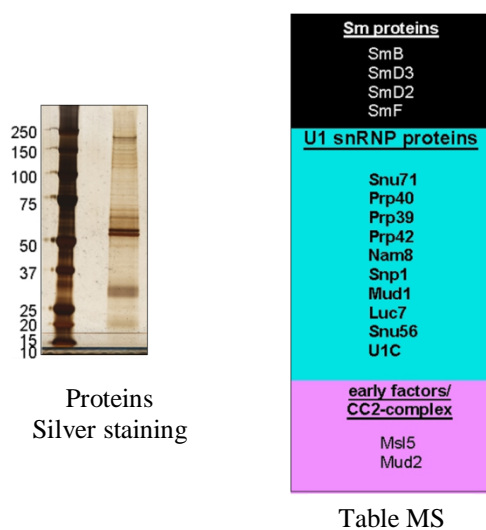 250
150
100
75
50
37
25
20
15
10
Proteins
Silver staining
Sm proteins
SmB
SmD3
SmD2
SmF
U1 snRNP proteins
Snu71
Prp40
Prp39
Prp42
Nam8
Snp1
Mud1
Luc7
Snu56
U1C
early factors/
CC2-complex
Msl5
Mud2
Table MS